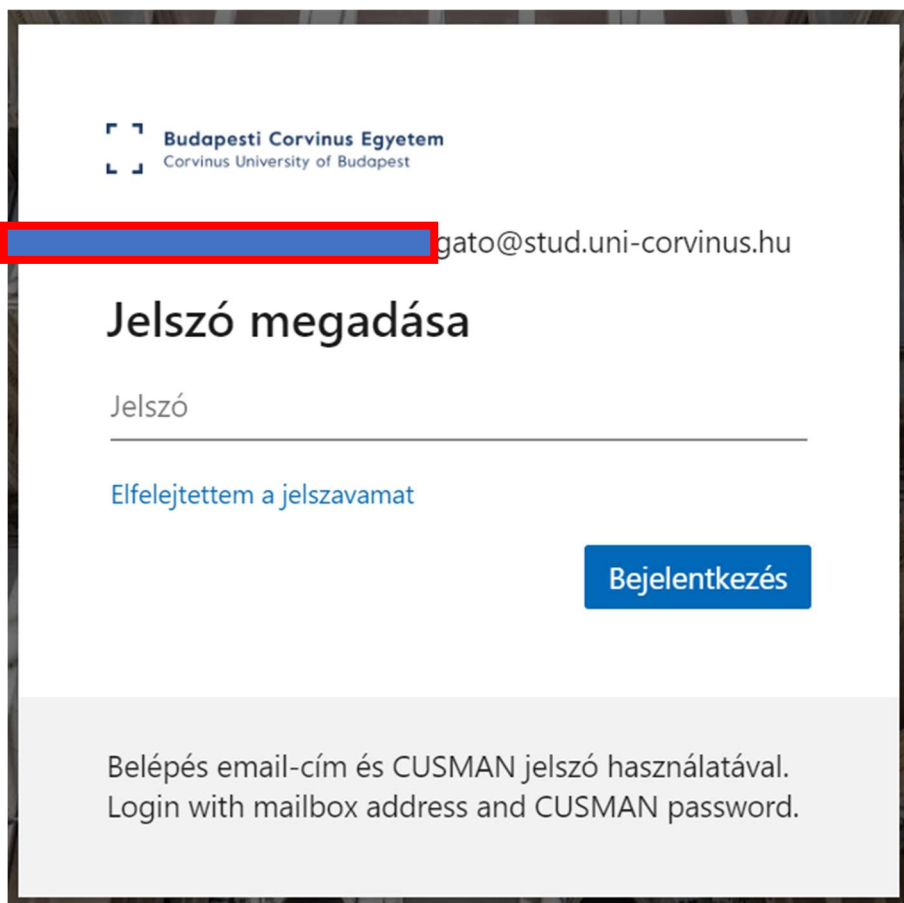 Budapesti Corvinus Egyetem
Corvinus University of Budapest
gato@stud.uni-corvinus.hu
Jelszó megadása
Jelszó
Elfelejtettem a jelszavamat
Bejelentkezés
Belépés email-cím és CUSMAN jelszó használatával.
Login with mailbox address and CUSMAN password.